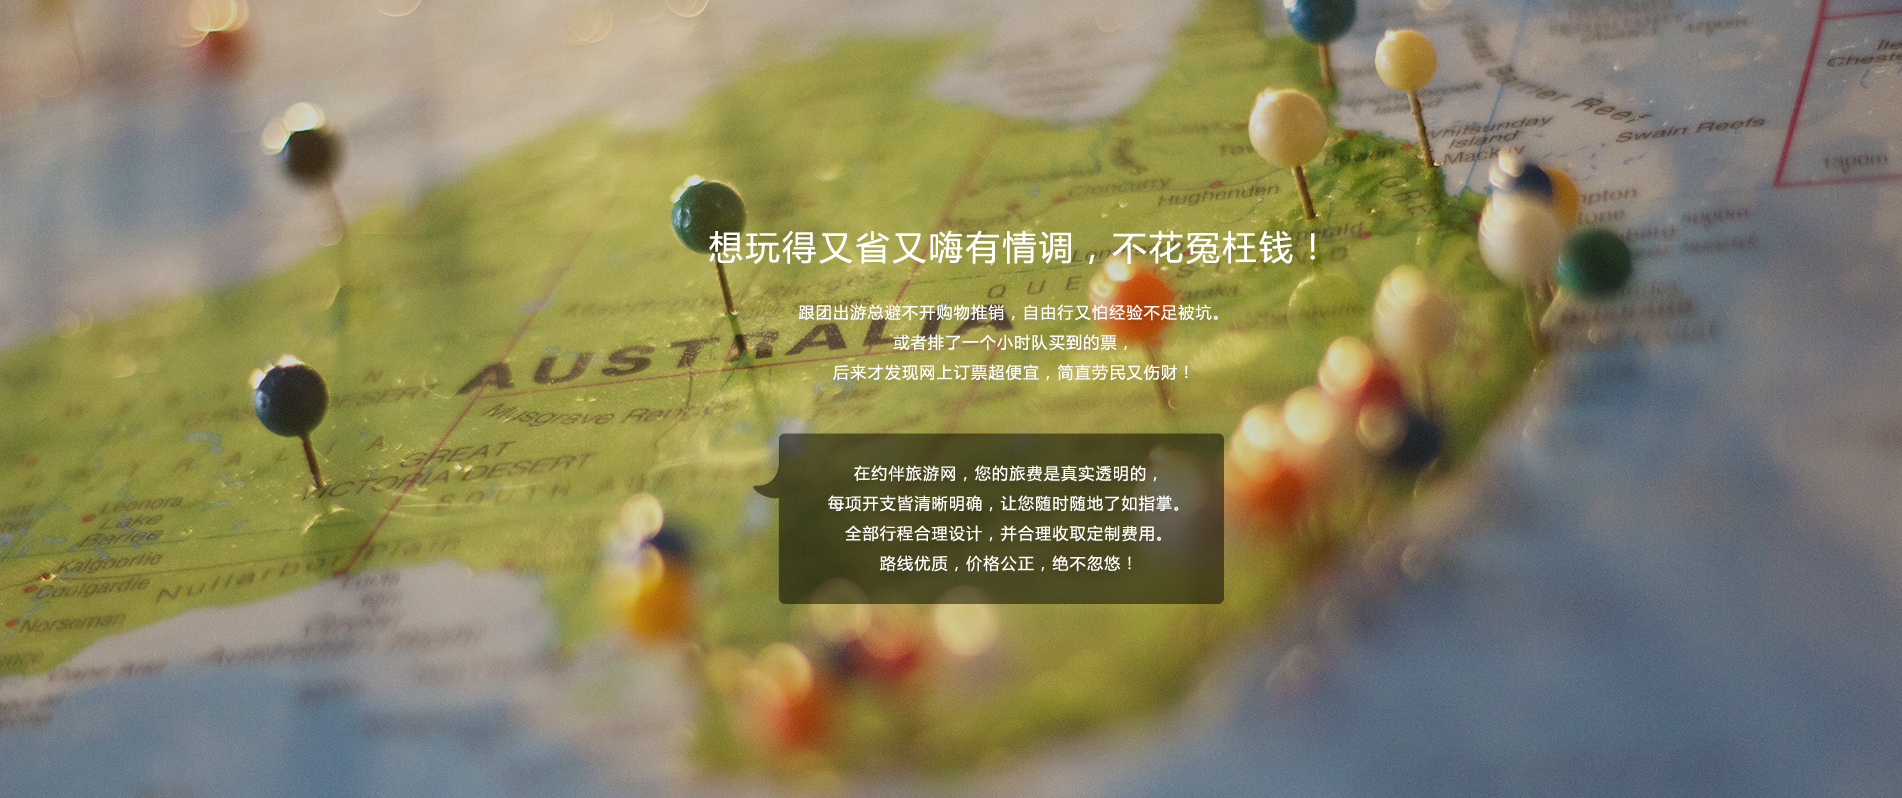 想玩得又省又嗨有情调，不花冤枉钱！
跟团出游总避不开购物推销，自由行又怕经验不足被坑。
或者排了一个小时队买到的票，
后来才发现网上订票超便宜，简直劳民又伤财！
在约伴旅游网，您的旅费是真实透明的，
每项开支皆清晰明确，让您随时随地了如指掌。
全部行程合理设计，并合理收取定制费用。
路线优质，价格公正，绝不忽悠！
Great Barrier Reef
Swain Reefs
Whitsunday
Island
Mackay
Bowen
Cloncurry
Hughenden
QUEENSLAND
AUSTRALIA
Musgrave Ranges
GREAT
VICTORIA DESERT
SOUTH AUS
Leonora
Lake
Barlee
Kalgoorlie
Coolgardie
Nullarbor Plain
Norseman